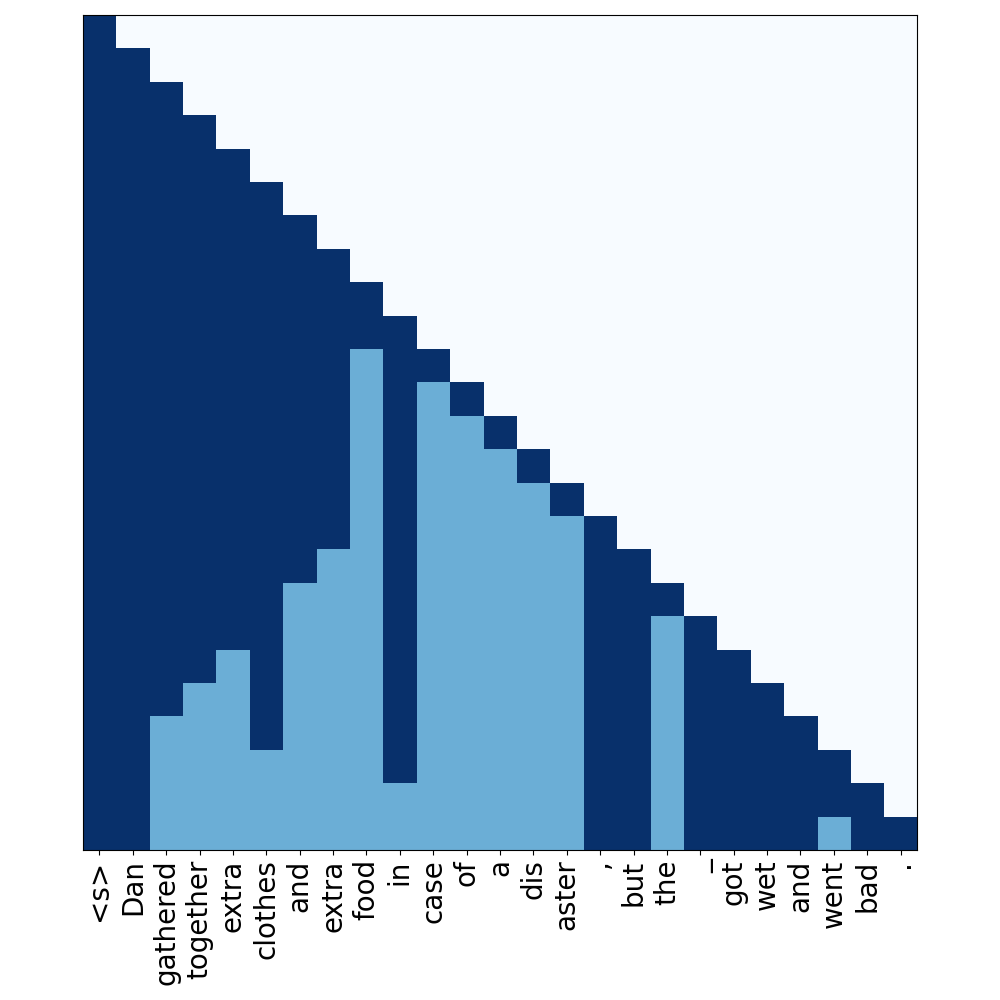 <s>
Dan
gathered
together
extra
clothes
and
extra
food
in
case
of
a
dis
aster
,
but
the
_
got
wet
and
went
bad
.